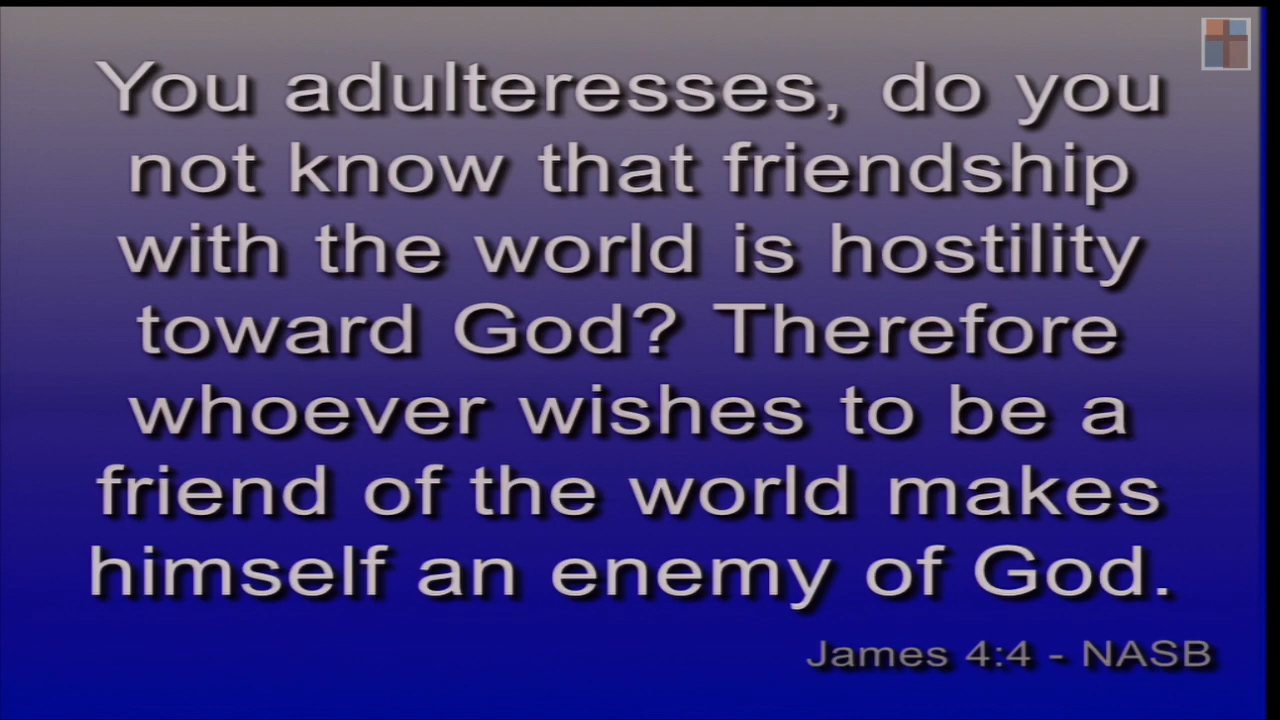 You adulteresses, do you
not know that friendship
with the world is hostility
toward God? Therefore
whoever wishes to be a
friend of the world makes
himself an enemy of God.
James 4:4 - NASB